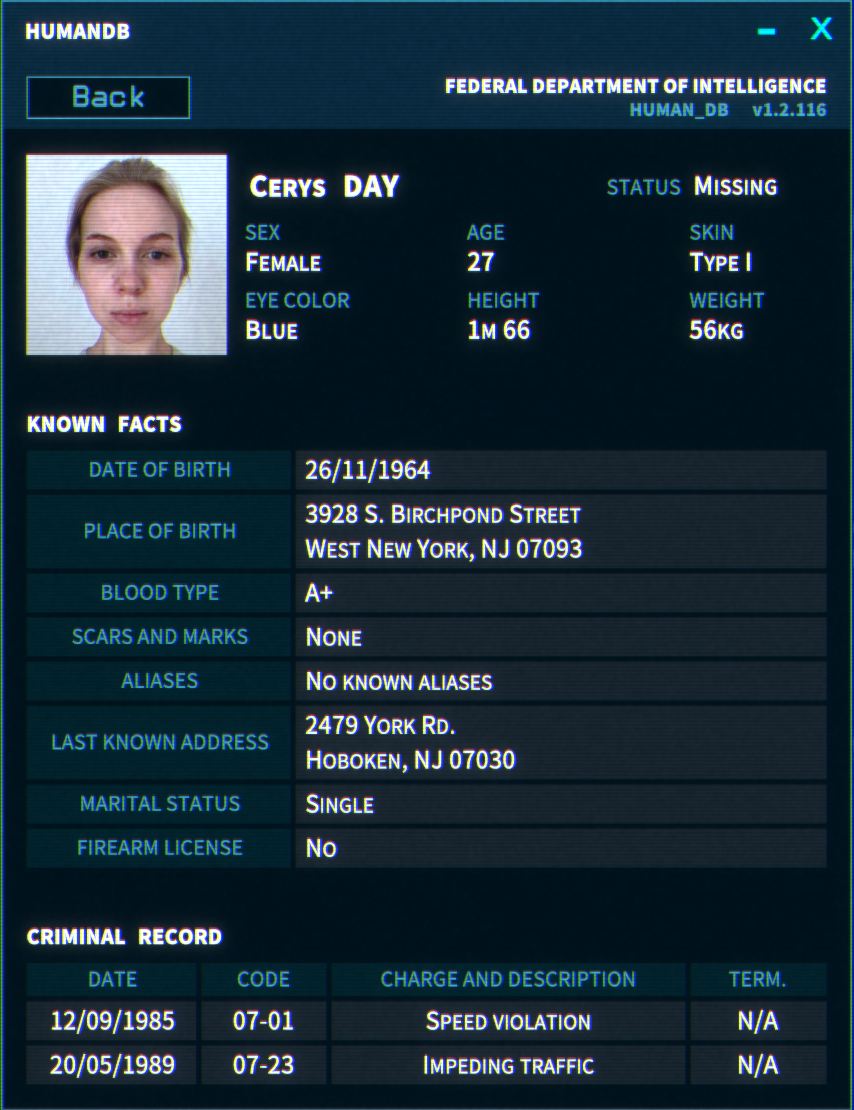 HUMANDB
Back
FEDERAL DEPARTMENT OF INTELLIGENCE
HUMAN_DB v1.2.116
CERYS DAY
STATUS MISSING
SEX AGE SKIN
FEMALE 27 TYPE I
EYE COLOR HEIGHT WEIGHT
BLUE 1M 66 56KG
KNOWN FACTS
DATE OF BIRTH 26/11/1964
PLACE OF BIRTH 3928 S. BIRCHPOND STREET
WEST NEW YORK, NJ 07093
BLOOD TYPE A+
SCARS AND MARKS NONE
ALIASES NO KNOWN ALIASES
LAST KNOWN ADDRESS 2479 YORK RD.
HOBOKEN, NJ 07030
MARITAL STATUS SINGLE
FIREARM LICENSE NO
CRIMINAL RECORD
DATE CODE CHARGE AND DESCRIPTION TERM.
12/09/1985 07-01 SPEED VIOLATION N/A
20/05/1989 07-23 IMPEDING TRAFFIC N/A